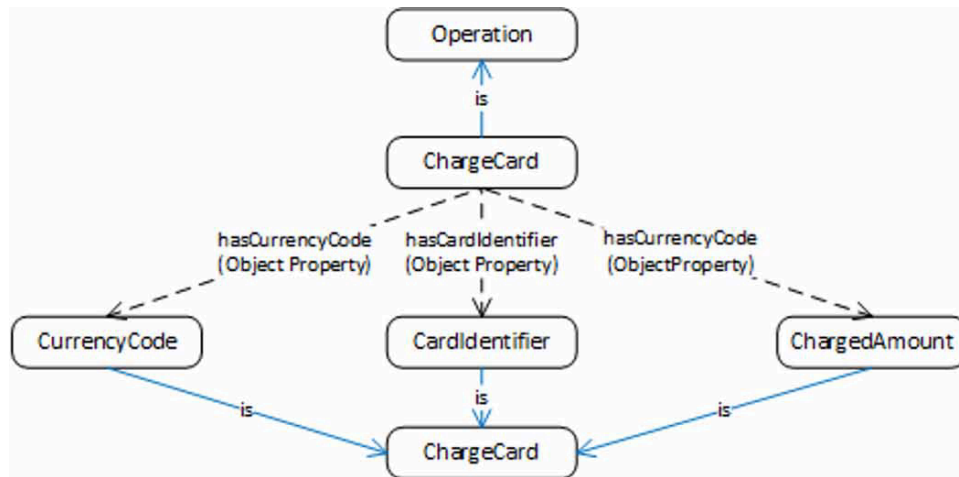 Operation
is
ChargeCard
hasCurrencyCode
(Object Property)
hasCardIdentifier
(Object Property)
hasCurrencyCode
(ObjectProperty)
CurrencyCode
CardIdentifier
ChargedAmount
is
is
is
ChargeCard